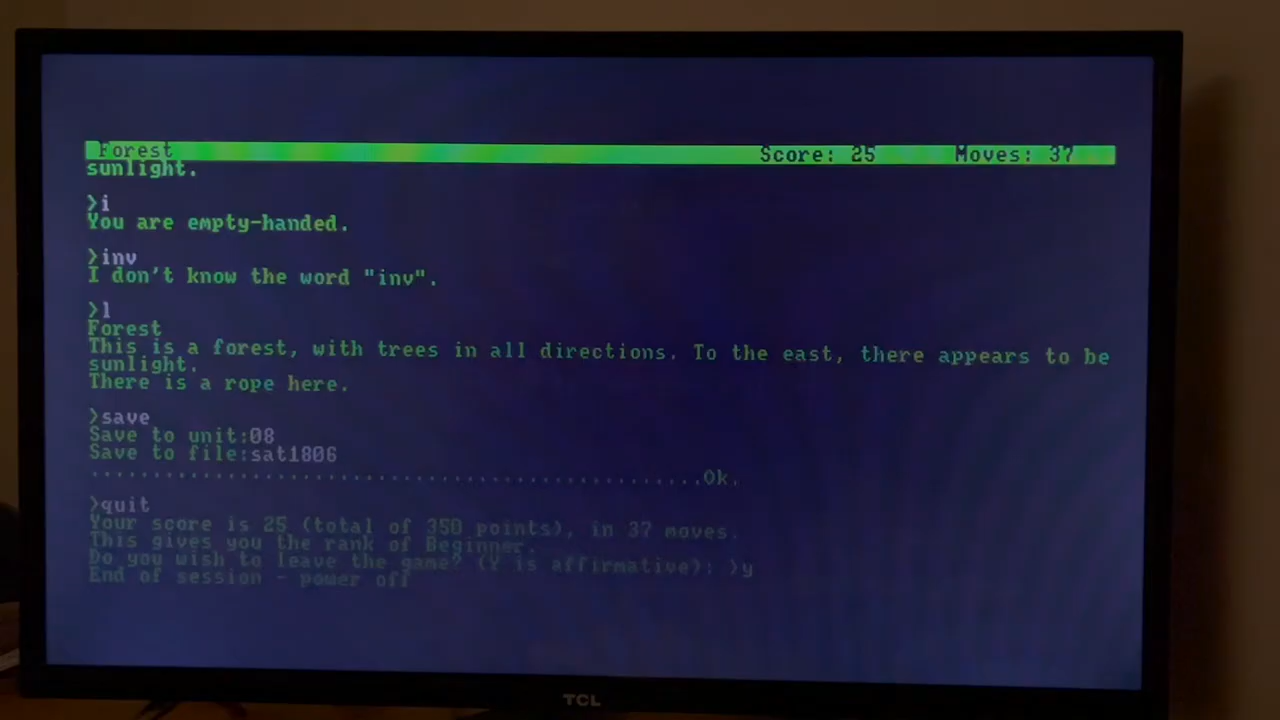 Forest Score: 25 Moves: 37
sunlight.
>i
You are empty-handed.
>inv
I don't know the word "inv".
>l
Forest
This is a forest, with trees in all directions. To the east, there appears to be
sunlight.
There is a rope here.
>save
Save to unit:08
Save to file:sat1806
..........................................................Ok.
>quit
Your score is 25 (total of 350 points), in 37 moves.
This gives you the rank of Beginner.
Do you wish to leave the game? (Y is affirmative): >y
End of session - power off
TCL